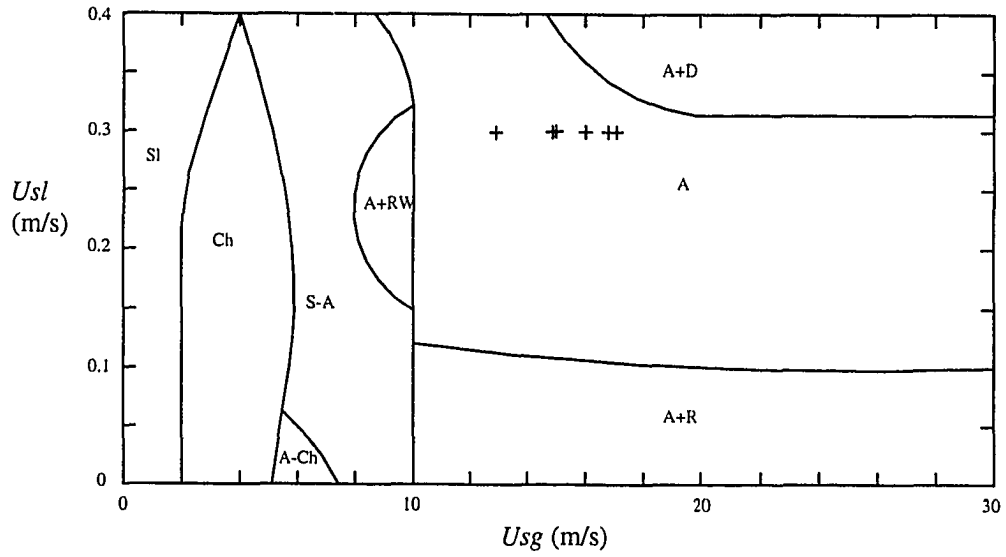 0.4
A+D
0.3
Sl
Usl
(m/s)
A
A+RW
0.2
Ch
S-A
0.1
A+R
A-Ch
0
0
10
20
30
Usg (m/s)